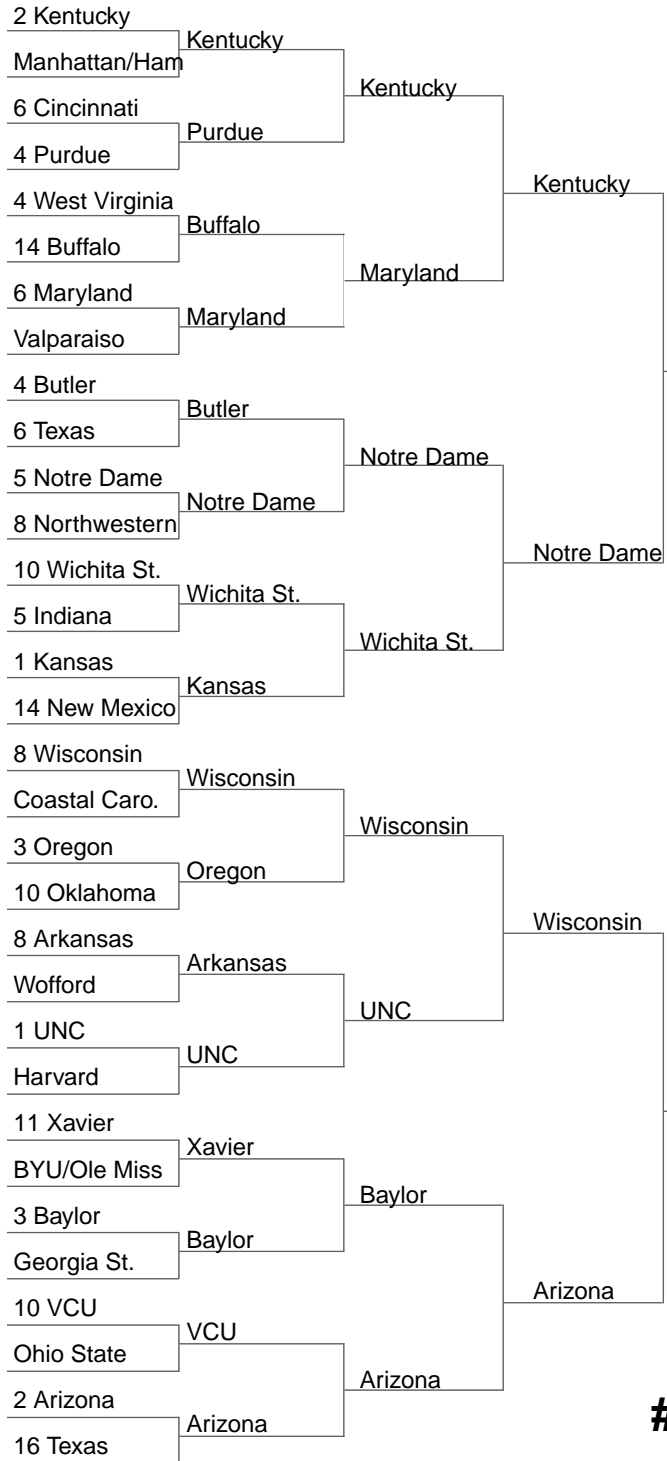 2 Kentucky
Manhattan/Ham
6 Cincinnati
4 Purdue
4 West Virginia
14 Buffalo
6 Maryland
Valparaiso
4 Butler
6 Texas
5 Notre Dame
8 Northwestern
10 Wichita St.
5 Indiana
1 Kansas
14 New Mexico
8 Wisconsin
Coastal Caro.
3 Oregon
10 Oklahoma
8 Arkansas
Wofford
1 UNC
Harvard
11 Xavier
BYU/Ole Miss
3 Baylor
Georgia St.
10 VCU
Ohio State
2 Arizona
16 Texas
Kentucky
Purdue
Buffalo
Maryland
Butler
Notre Dame
Wichita St.
Kansas
Wisconsin
Oregon
Arkansas
UNC
Xavier
Baylor
VCU
Arizona
Kentucky
Maryland
Notre Dame
Wichita St.
Wisconsin
UNC
Baylor
Arizona
Kentucky
Notre Dame
Wisconsin
Arizona
#